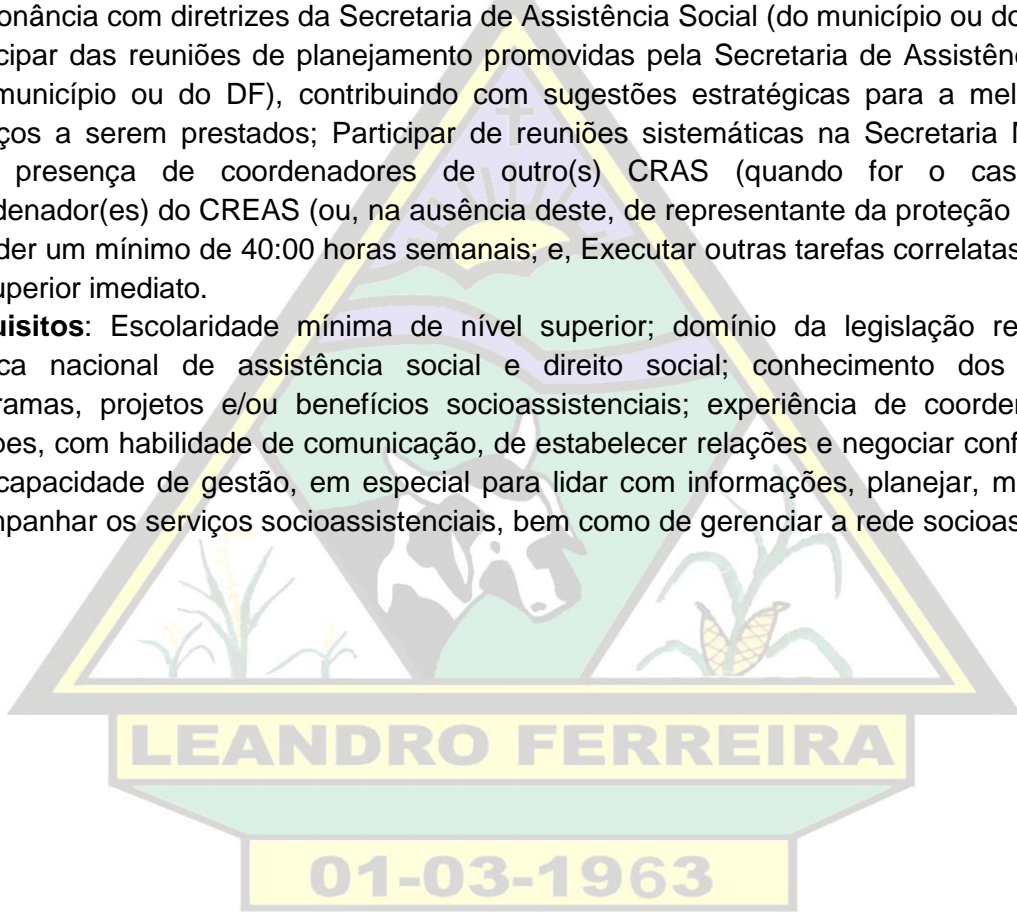 onância com diretrizes da Secretaria de Assistência Social (do município ou do
cipar das reuniões de planejamento promovidas pela Secretaria de Assistên
município ou do DF), contribuindo com sugestões estratégicas para a mel
ços a serem prestados; Participar de reuniões sistemáticas na Secretaria
presença de coordenadores de outro(s) CRAS (quando for o cas
denador(es) do CREAS (ou, na ausência deste, de representante da proteção
der um mínimo de 40:00 horas semanais; e, Executar outras tarefas correlatas
uperior imediato.
uisitos: Escolaridade mínima de nível superior; domínio da legislação re
ca nacional de assistência social e direito social; conhecimento dos
ramas, projetos e/ou benefícios socioassistenciais; experiência de coorde
ões, com habilidade de comunicação, de estabelecer relações e negociar conf
capacidade de gestão, em especial para lidar com informações, planejar, m
mpanhar os serviços socioassistenciais, bem como de gerenciar a rede socioas
LEANDRO FERREIRA
01-03-1963